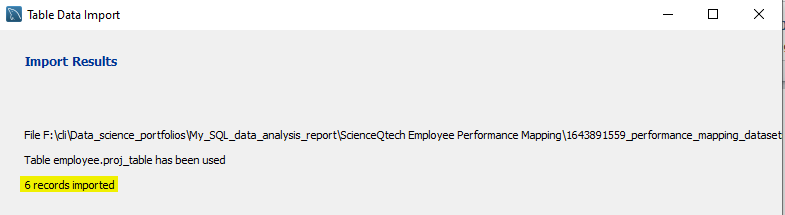 Table Data Import
Import Results
File F:\cli\Data_science_portfolios\My_SQL_data_analysis_report\ScienceQtech Employee Performance Mapping\1643891559_performance_mapping_dataset
Table employee.proj_table has been used
6 records imported